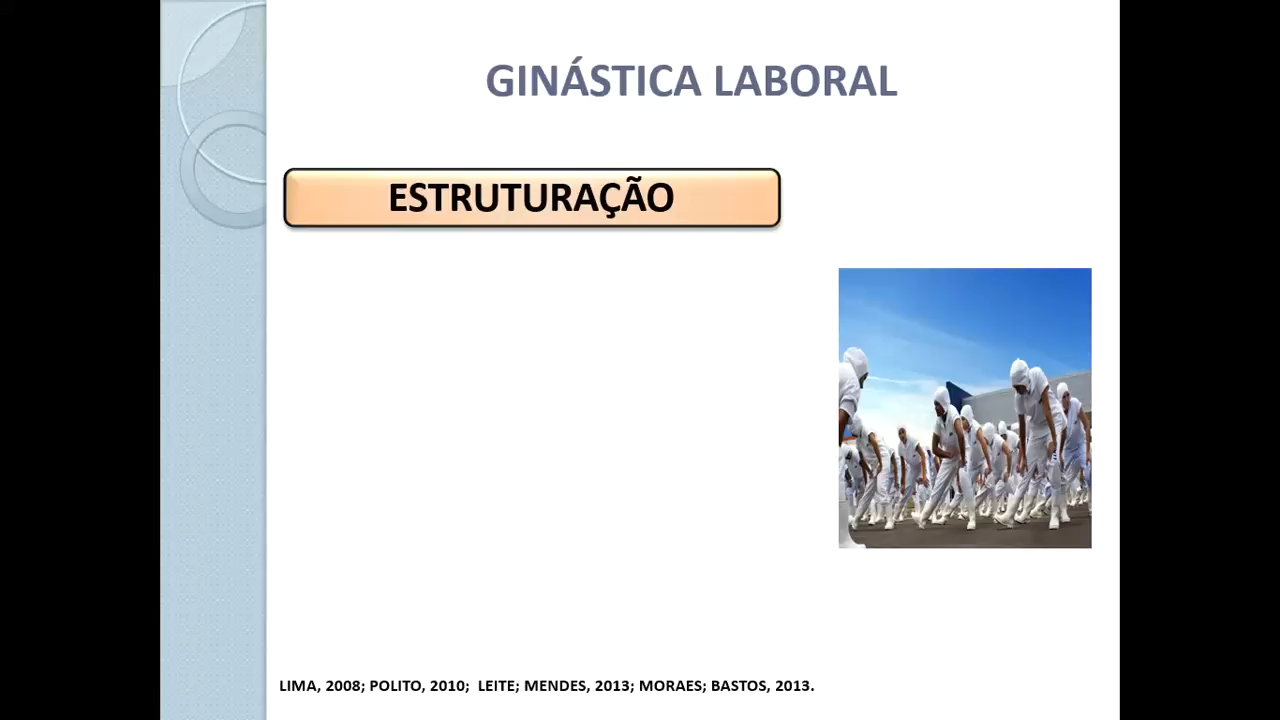 GINÁSTICA LABORAL
ESTRUTURAÇÃO
LIMA, 2008; POLITO, 2010;  LEITE; MENDES, 2013; MORAES; BASTOS, 2013.